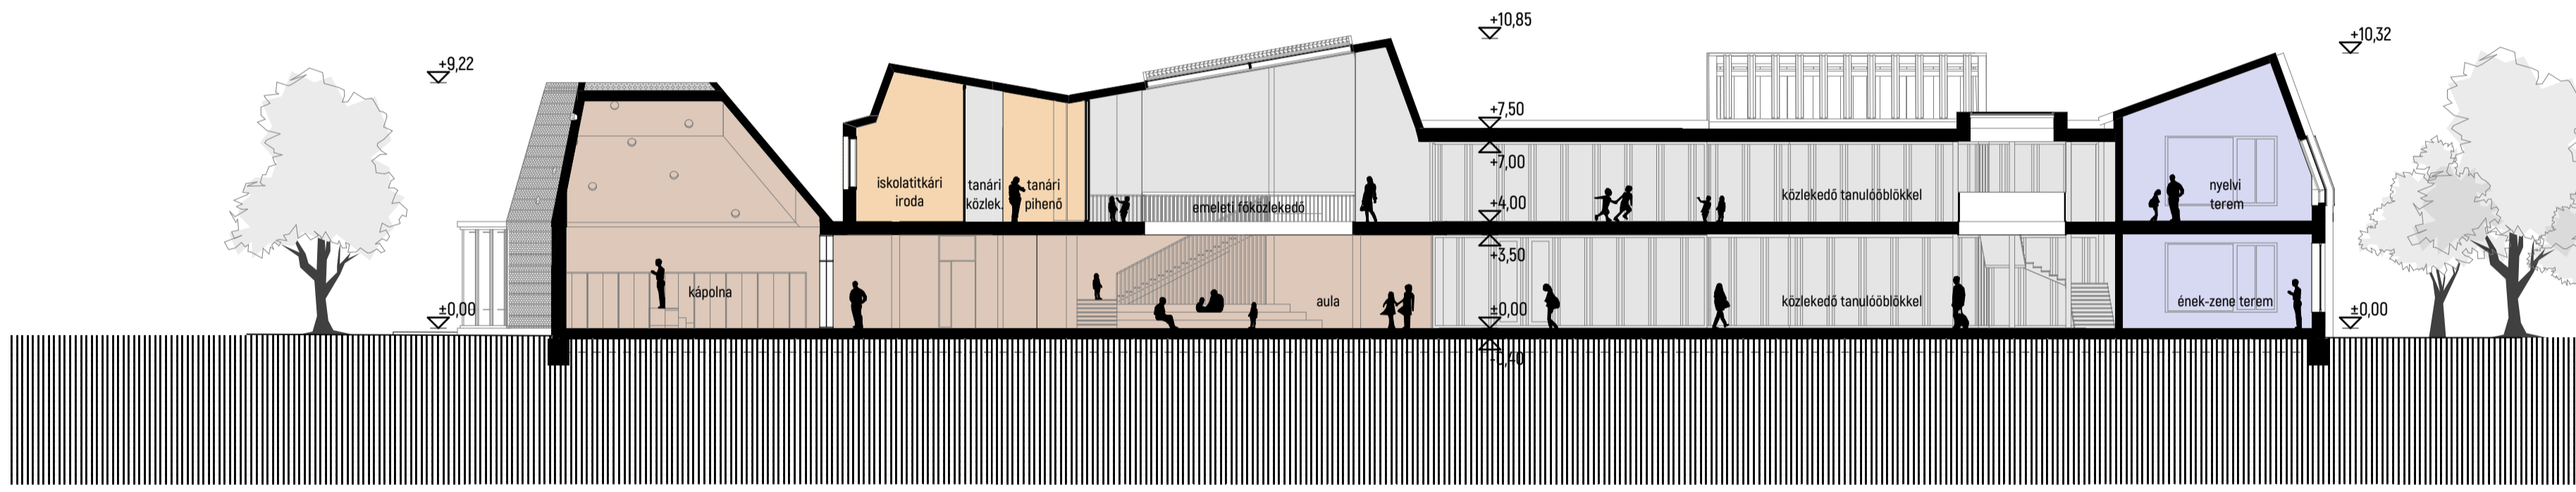 +9,22
±0,00
kápolna
iskolatitkári
iroda
tanári
közlek.
tanári
pihenő
emeleti főközlekedő
aula
+10,85
+7,50
+7,00
+4,00
+3,50
±0,00
közlekedő tanulóöblökkel
közlekedő tanulóöblökkel
nyelvi
terem
ének-zene terem
+10,32
±0,00